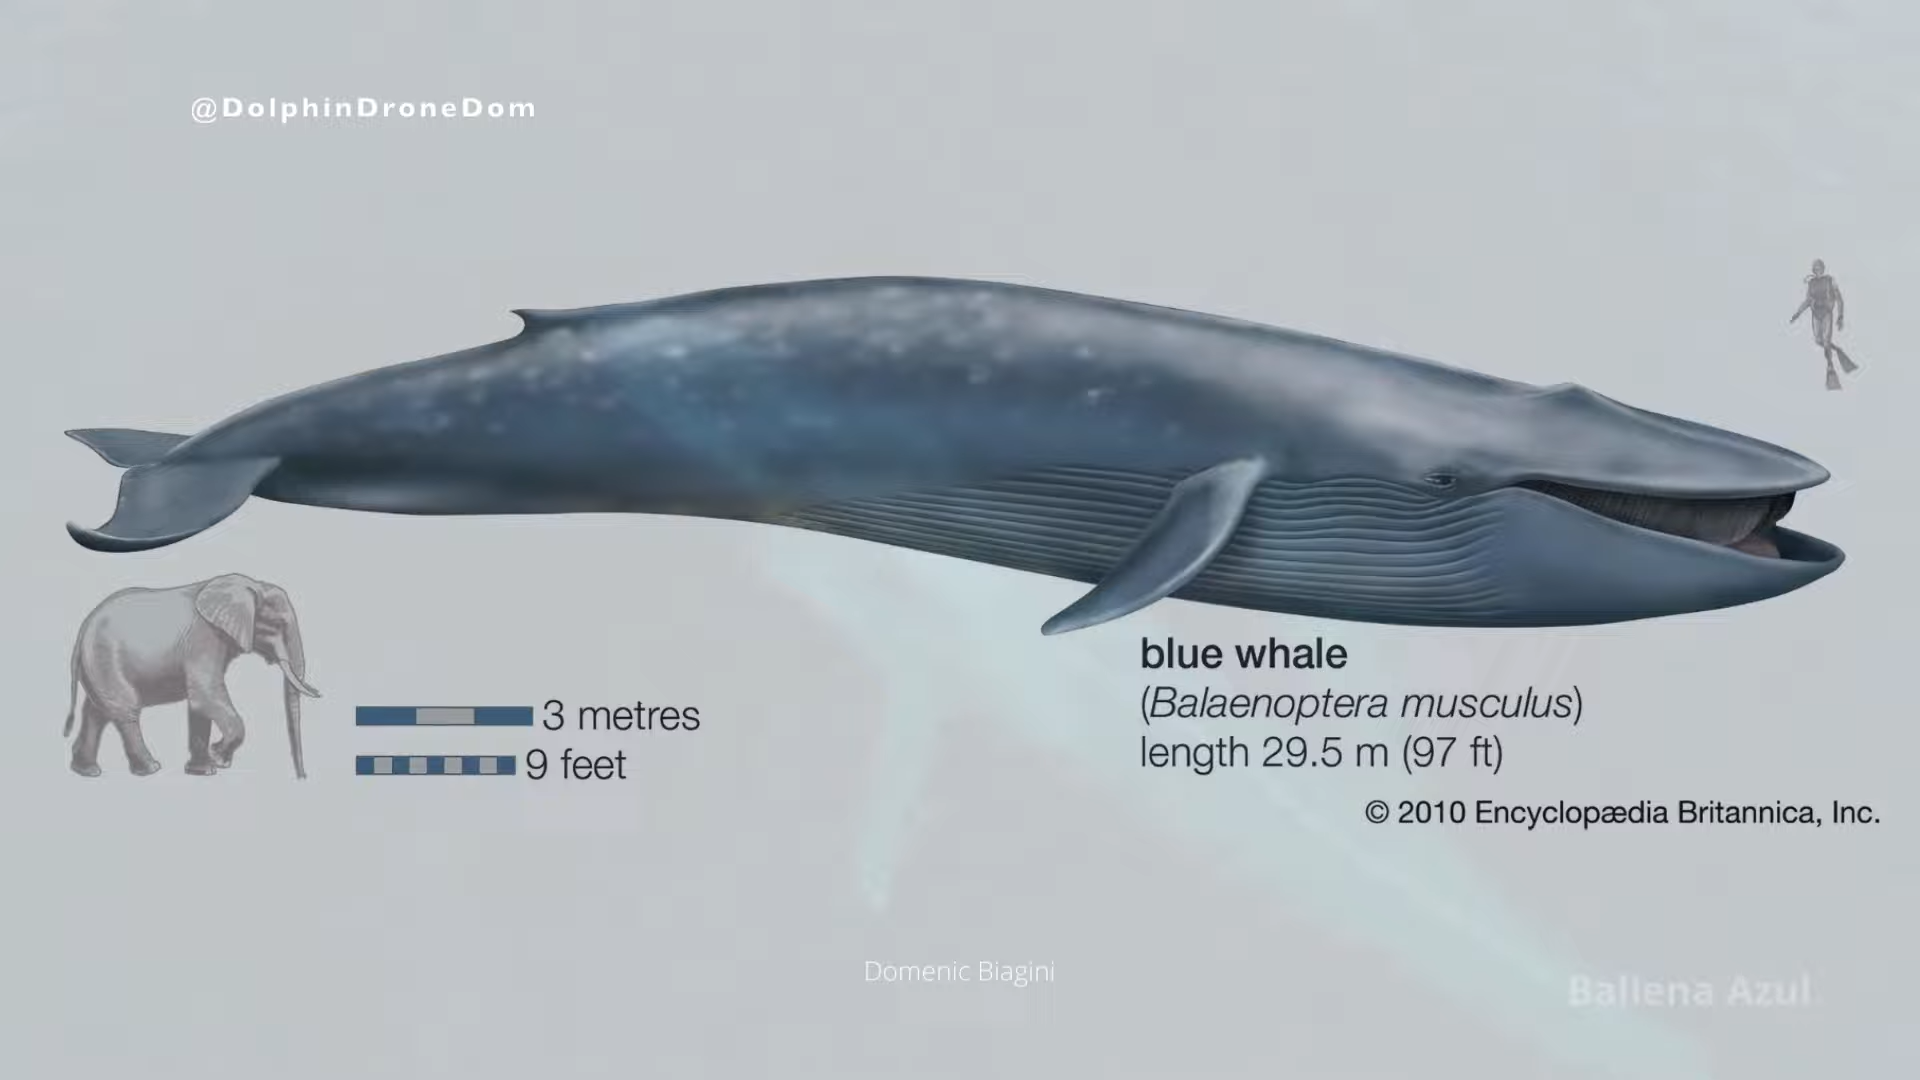 @DolphinDroneDom
3 metres
9 feet
blue whale
(Balaenoptera musculus)
length 29.5 m (97 ft)
© 2010 Encyclopædia Britannica, Inc.
Domenic Biagini
Ballena Azul